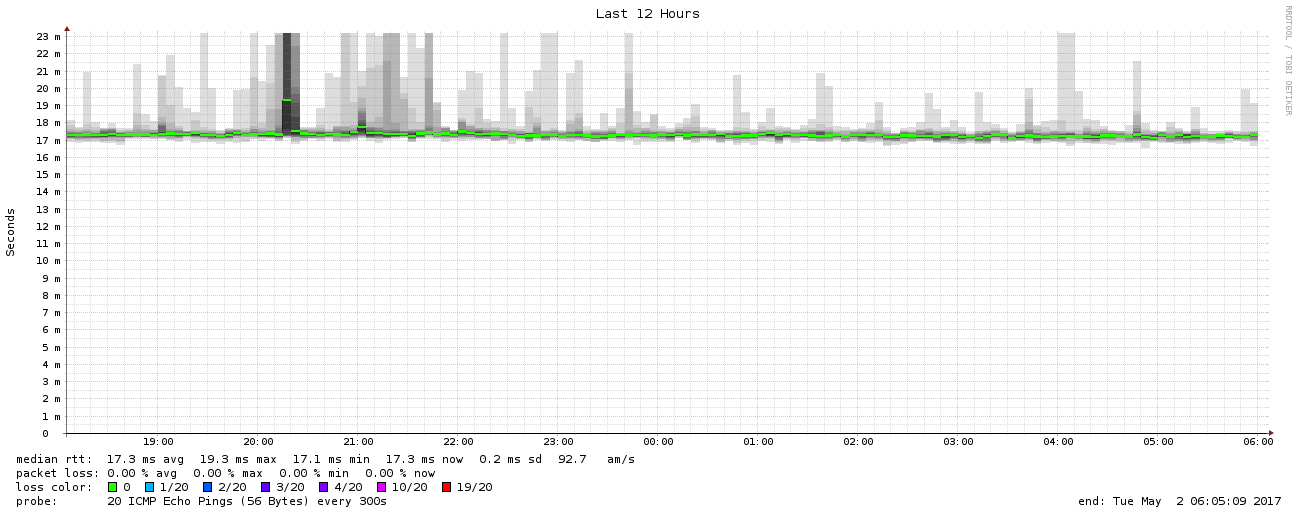 Last 12 Hours
RRDTOOL / TOBI OETIKER
23 m
22 m
21 m
20 m
19 m
18 m
17 m
16 m
15 m
14 m
13 m
12 m
11 m
10 m
9 m
8 m
7 m
6 m
5 m
4 m
3 m
2 m
1 m
0
Seconds
19:00 20:00 21:00 22:00 23:00 00:00 01:00 02:00 03:00 04:00 05:00 06:00
median rtt: 17.3 ms avg 19.3 ms max 17.1 ms min 17.3 ms now 0.2 ms sd 92.7 am/s
packet loss: 0.00 % avg 0.00 % max 0.00 % min 0.00 % now
loss color: 0 1/20 2/20 3/20 4/20 10/20 19/20
probe: 20 ICMP Echo Pings (56 Bytes) every 300s end: Tue May 2 06:05:09 2017